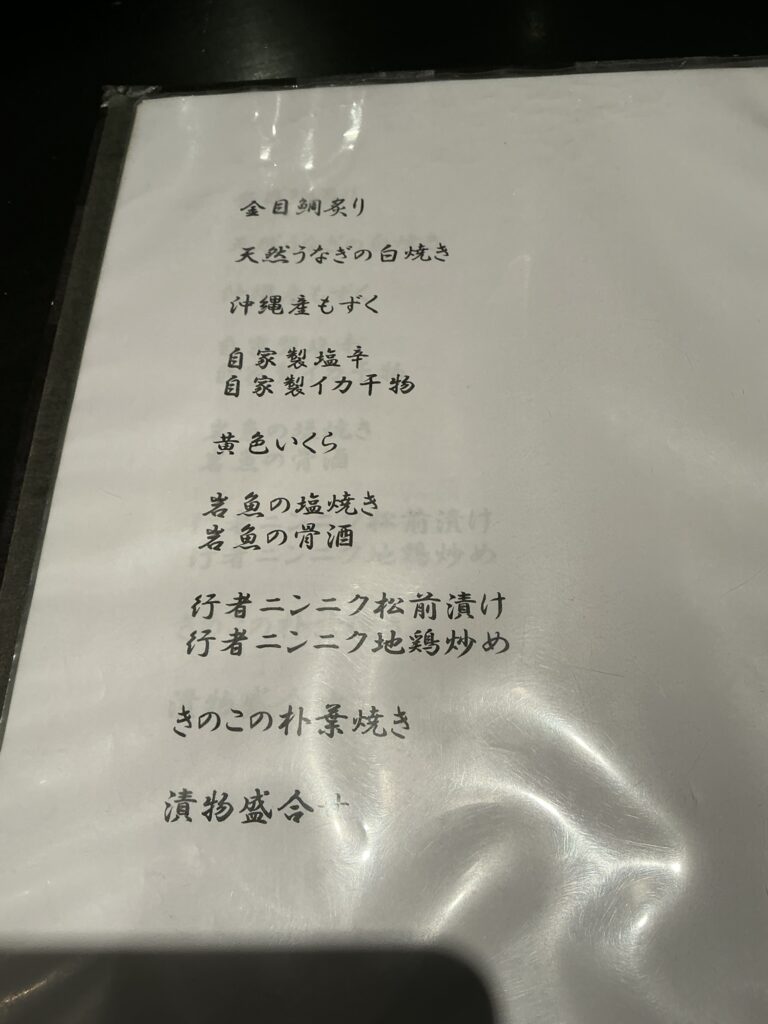 金目鯛炙り
天然うなぎの白焼き
沖縄産もずく
自家製塩辛
自家製イカ干物
黄色いくら
岩魚の塩焼き
岩魚の骨酒
行者ニンニク松前漬け
行者ニンニク地鶏炒め
きのこの朴葉焼き
漬物盛合せ